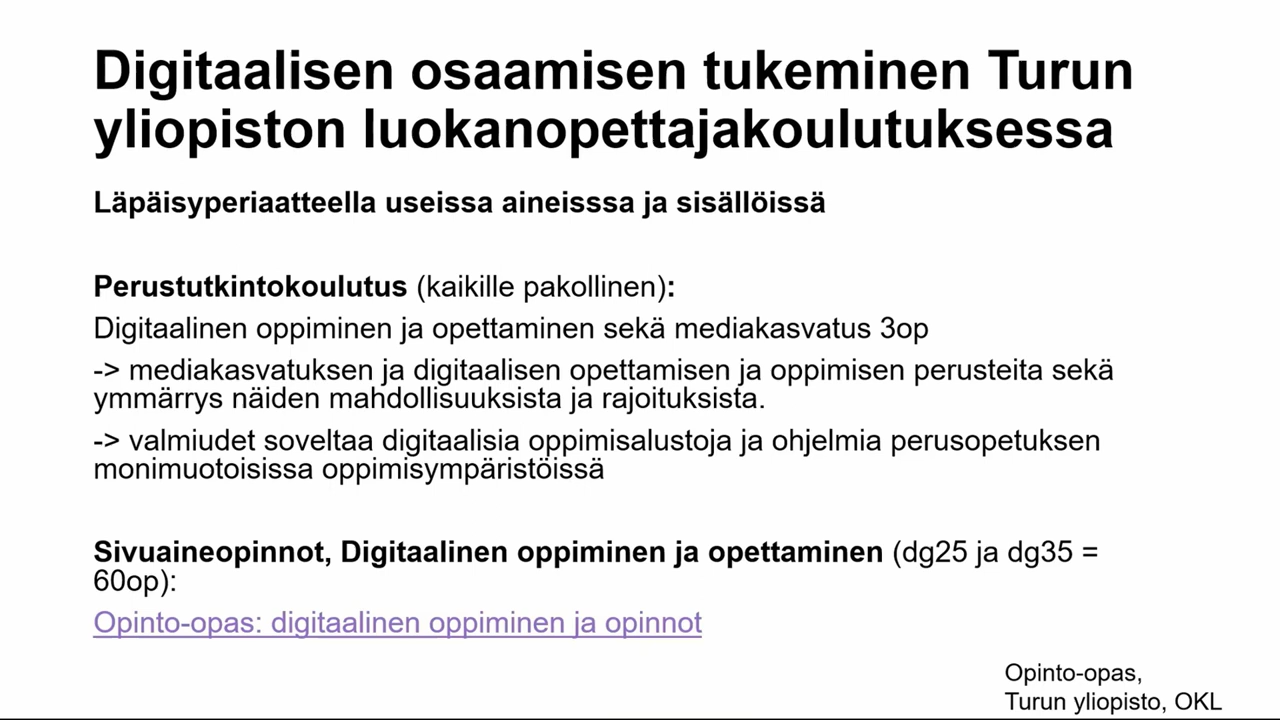 Digitaalisen osaamisen tukeminen Turun
yliopiston luokanopettajakoulutuksessa
Läpäisyperiaatteella useissa aineisssa ja sisällöissä
Perustutkintokoulutus (kaikille pakollinen):
Digitaalinen oppiminen ja opettaminen sekä mediakasvatus 3op
-> mediakasvatuksen ja digitaalisen opettamisen ja oppimisen perusteita sekä
ymmärrys näiden mahdollisuuksista ja rajoituksista.
-> valmiudet soveltaa digitaalisia oppimisalustoja ja ohjelmia perusopetuksen
monimuotoisissa oppimisympäristöissä
Sivuaineopinnot, Digitaalinen oppiminen ja opettaminen (dg25 ja dg35 =
60op):
Opinto-opas: digitaalinen oppiminen ja opinnot
Opinto-opas,
Turun yliopisto, OKL